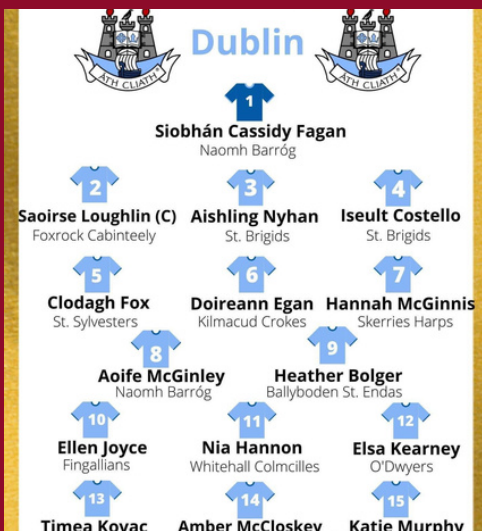 Dublin
ÁTH CLIATH ÁTH CLIATH
1
Siobhán Cassidy Fagan
Naomh Barróg
2 3 4
Saoirse Loughlin (C) Aishling Nyhan Iseult Costello
Foxrock Cabinteely St. Brigids St. Brigids
5 6 7
Clodagh Fox Doireann Egan Hannah McGinnis
St. Sylvesters Kilmacud Crokes Skerries Harps
8 9
Aoife McGinley Heather Bolger
Naomh Barróg Ballyboden St. Endas
10 11 12
Ellen Joyce Nia Hannon Elsa Kearney
Fingallians Whitehall Colmcilles O'Dwyers
13 14 15
Timea Kovac Amber McCloskey Katie Murphy